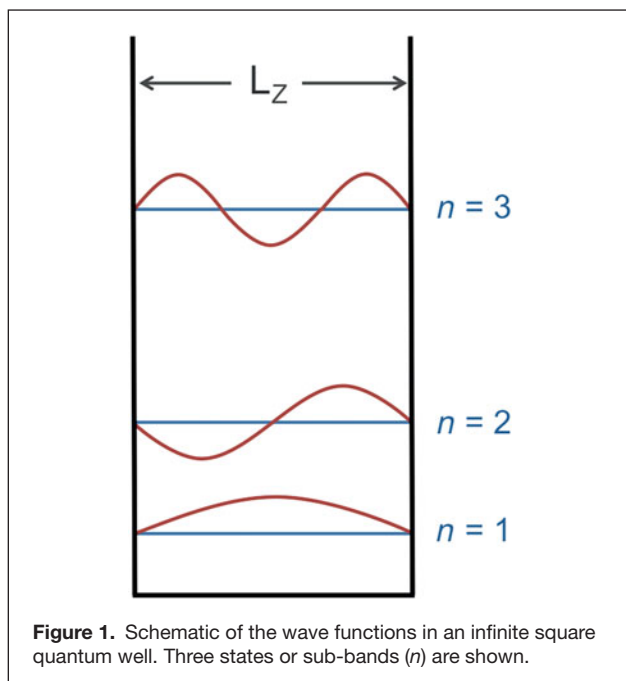 L_Z
n = 3
n = 2
n = 1
Figure 1. Schematic of the wave functions in an infinite square
quantum well. Three states or sub-bands (n) are shown.